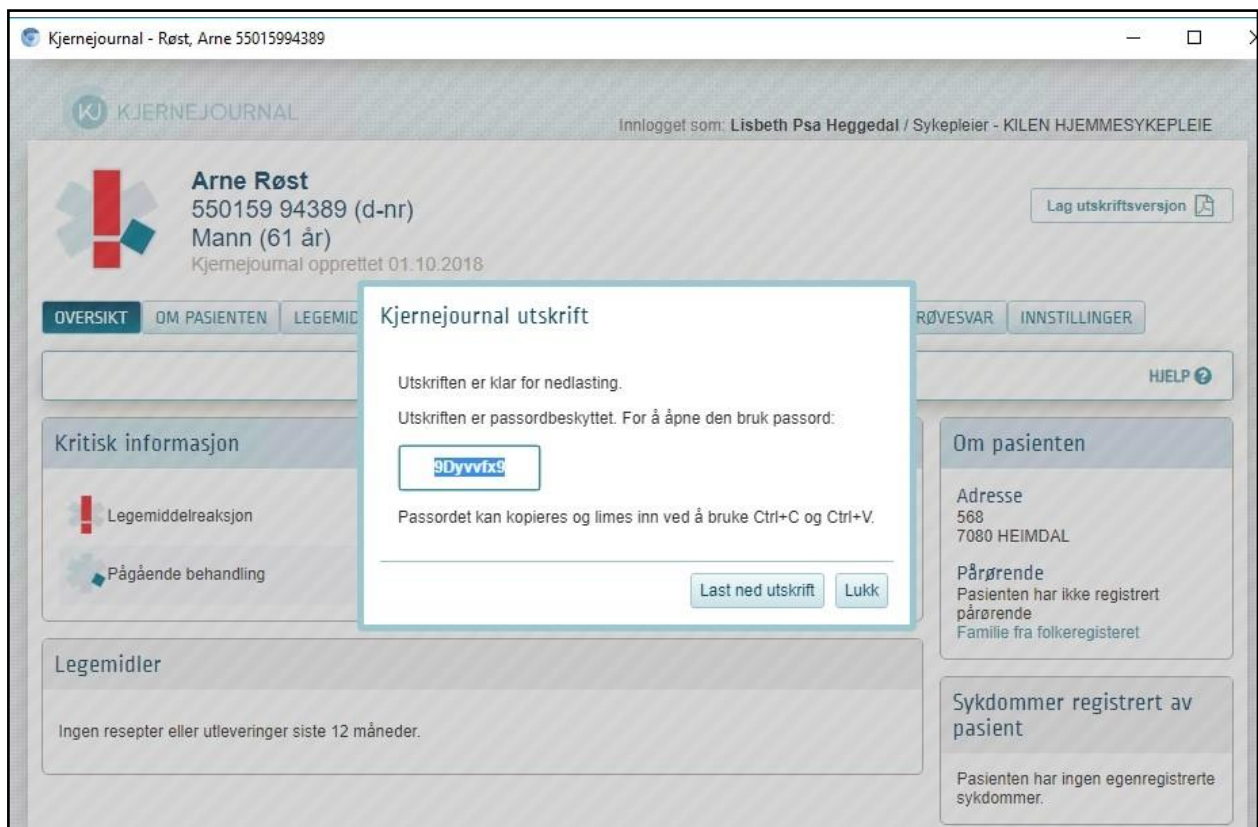 Kjernejournal - Røst, Arne 55015994389
KJ KJERNEJOURNAL
Innlogget som: Lisbeth Psa Heggedal / Sykepleier - KILEN HJEMMESYKEPLEIE
Arne Røst
550159 94389 (d-nr)
Mann (61 år)
Kjernejournal opprettet 01.10.2018
Lag utskriftsversjon
OVERSIKT OM PASIENTEN LEGEMID RØVESVAR INNSTILLINGER
HJELP ?
Kjernejournal utskrift
Utskriften er klar for nedlasting.
Utskriften er passordbeskyttet. For å åpne den bruk passord:
9Dyvvfx9
Passordet kan kopieres og limes inn ved å bruke Ctrl+C og Ctrl+V.
Last ned utskrift Lukk
Kritisk informasjon
Legemiddelreaksjon
Pågående behandling
Legemidler
Ingen resepter eller utleveringer siste 12 måneder.
Om pasienten
Adresse
568
7080 HEIMDAL
Pårørende
Pasienten har ikke registrert
pårørende
Familie fra folkeregisteret
Sykdommer registrert av
pasient
Pasienten har ingen egenregistrerte
sykdommer.